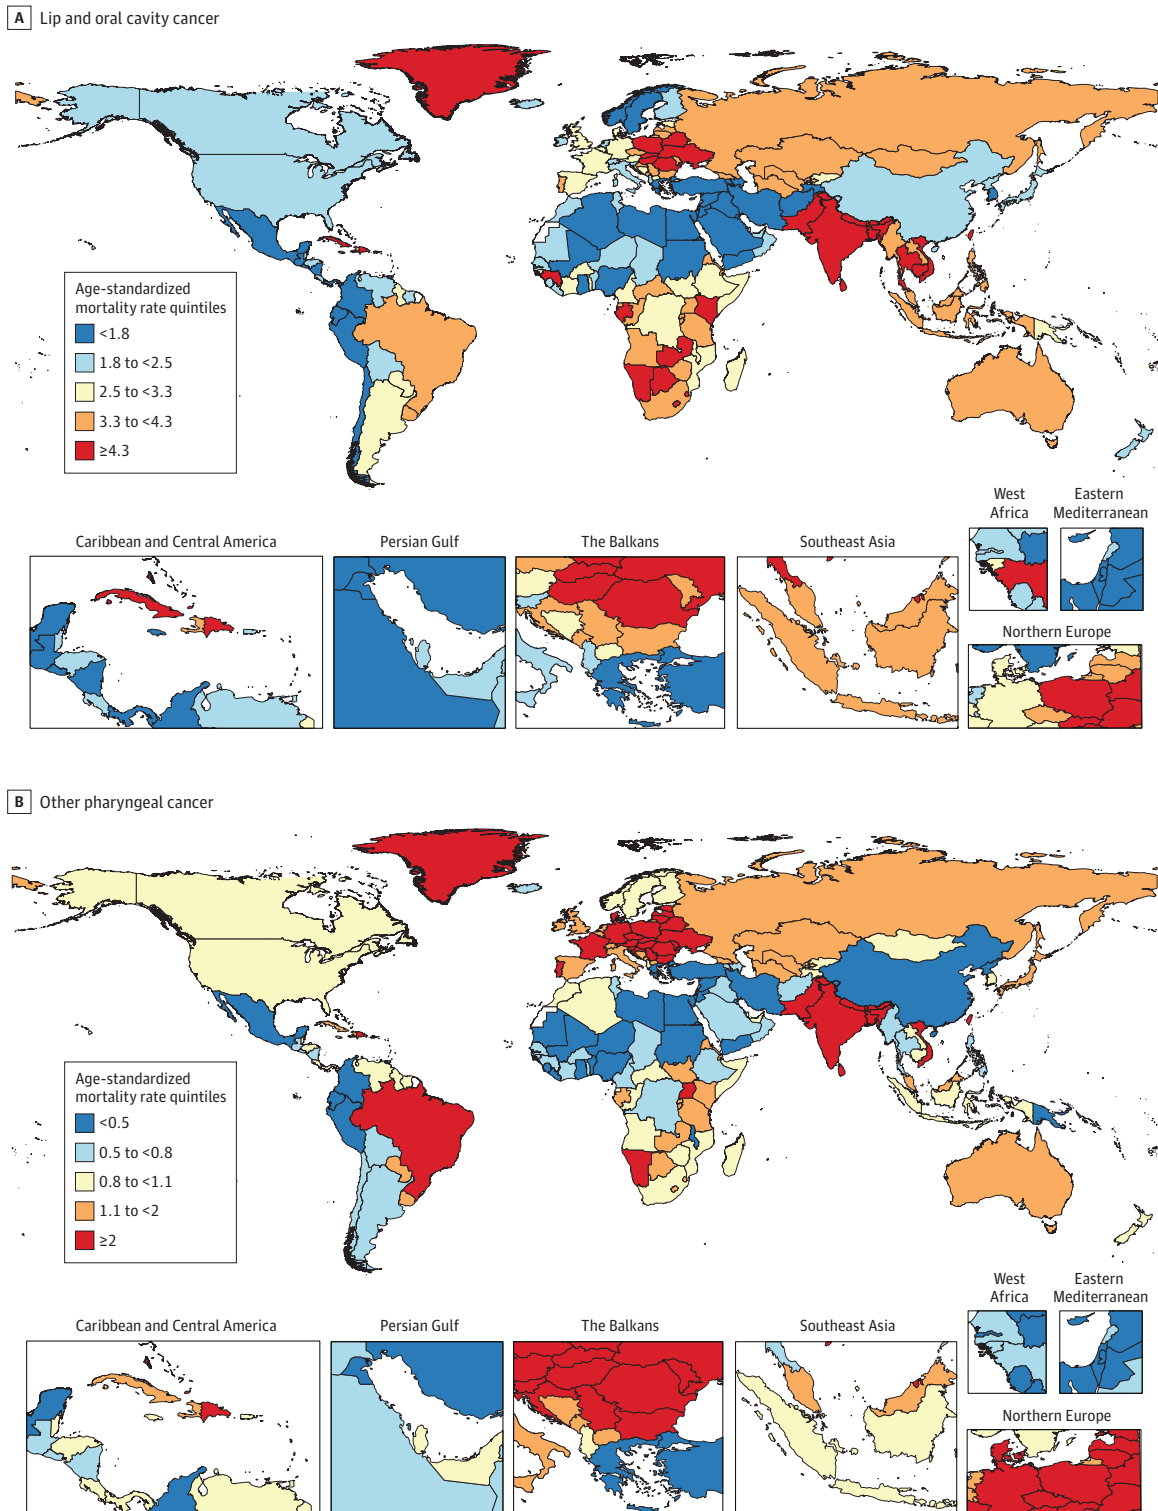 A Lip and oral cavity cancer
Age-standardized
mortality rate quintiles
<1.8
1.8 to <2.5
2.5 to <3.3
3.3 to <4.3
≥4.3
West
Africa
Eastern
Mediterranean
Caribbean and Central America
Persian Gulf
The Balkans
Southeast Asia
Northern Europe
B Other pharyngeal cancer
Age-standardized
mortality rate quintiles
<0.5
0.5 to <0.8
0.8 to <1.1
1.1 to <2
≥2
West
Africa
Eastern
Mediterranean
Caribbean and Central America
Persian Gulf
The Balkans
Southeast Asia
Northern Europe